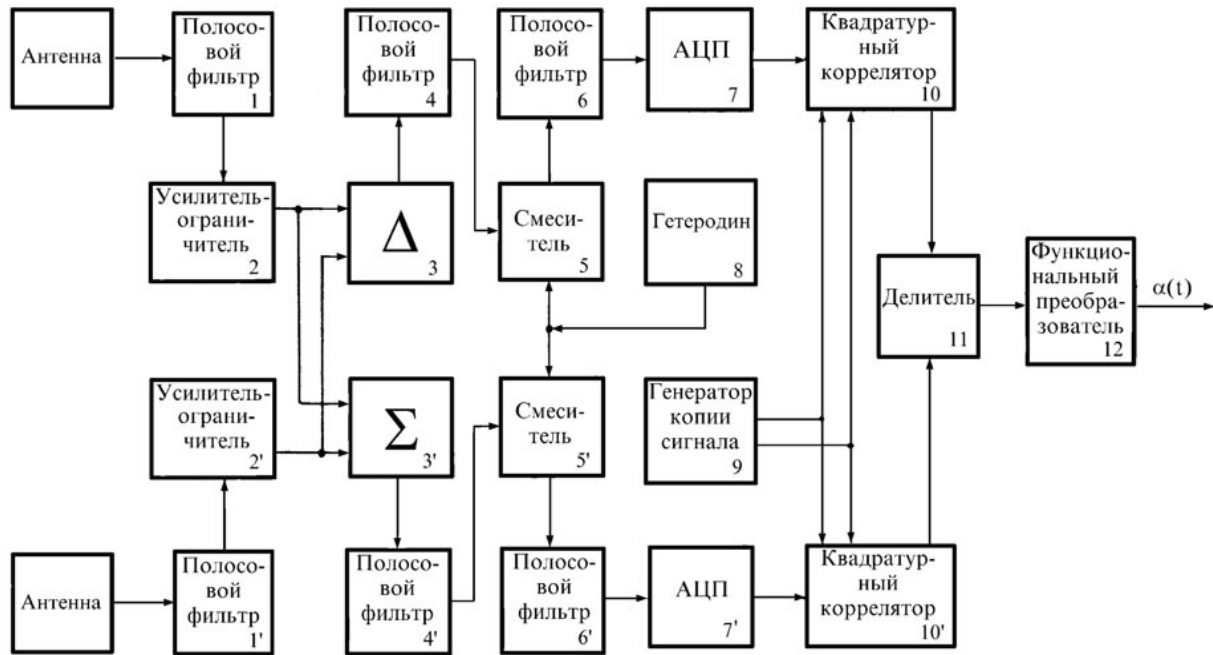 Антенна
Полосо-
вой
фильтр
1
Полосо-
вой
фильтр
4
Полосо-
вой
фильтр
6
АЦП
7
Квадратур-
ный
коррелятор
10
Усилитель-
ограни-
читель
2
Δ
3
Смеси-
тель
5
Гетеродин
8
Делитель
11
Функцио-
нальный
преобра-
зователь
12
α(t)
Усилитель-
ограни-
читель
2'
Σ
3'
Смеси-
тель
5'
Генератор
копии
сигнала
9
Антенна
Полосо-
вой
фильтр
1'
Полосо-
вой
фильтр
4'
Полосо-
вой
фильтр
6'
АЦП
7'
Квадратур-
ный
коррелятор
10'